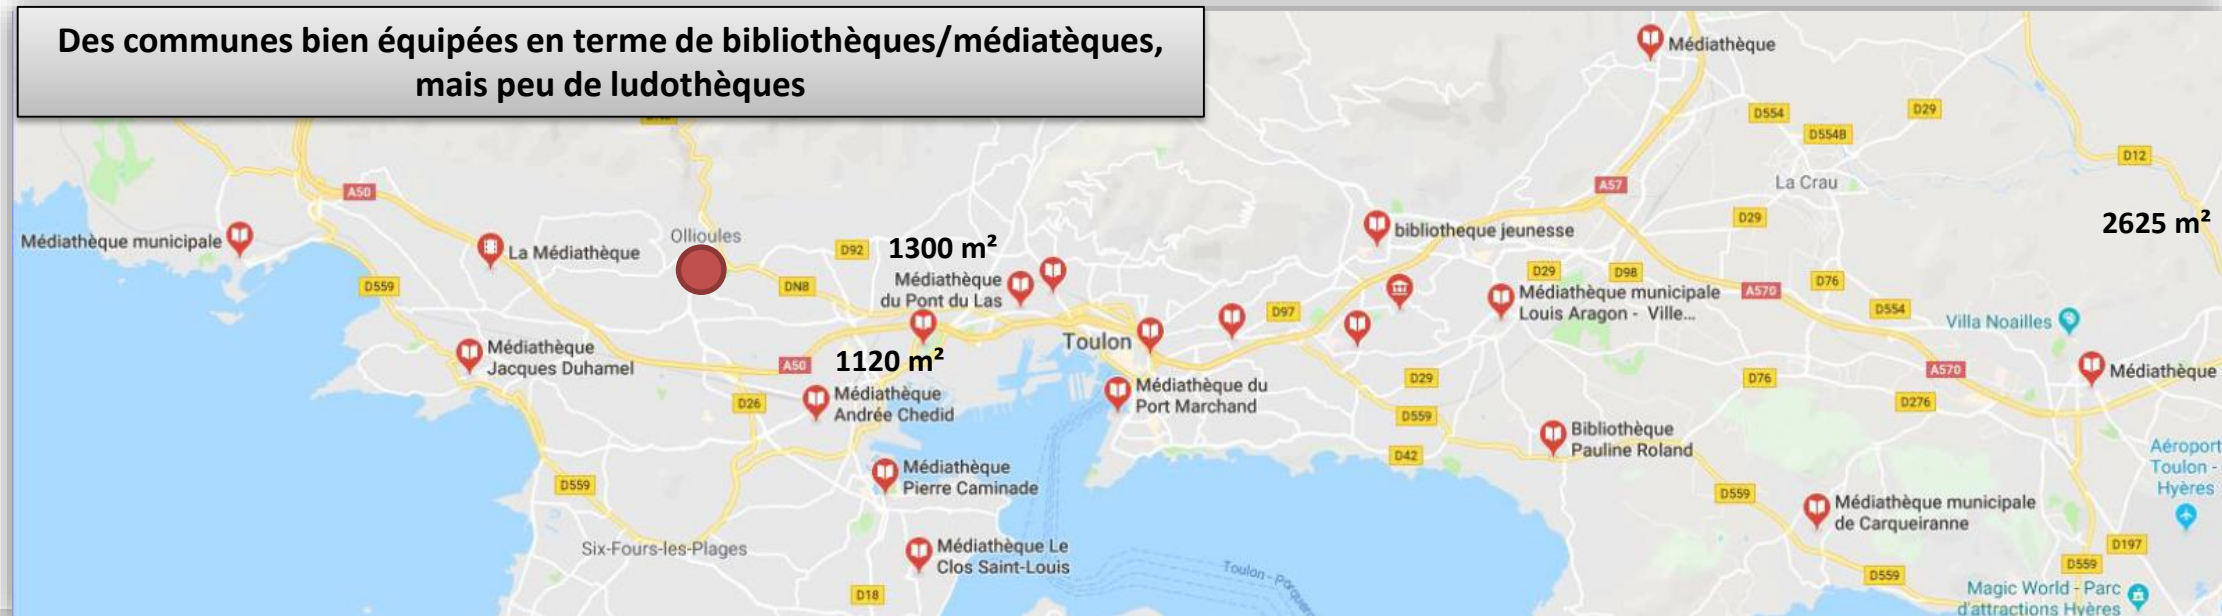 Des communes bien équipées en terme de bibliothèques/médiatèques,
mais peu de ludothèques
Médiathèque
D554
D29
D554B
D12
A50
A57
La Crau
Médiathèque municipale
La Médiathèque
Ollioules
D92
1300 m²
bibliotheque jeunesse
D29
2625 m²
D559
DN8
Médiathèque
du Pont du Las
D29
D98
Médiathèque municipale
Louis Aragon - Ville...
A570
D76
D554
Villa Noailles
D97
Toulon
Médiathèque
Jacques Duhamel
A50
1120 m²
D26
Médiathèque
Andrée Chedid
Médiathèque du
Port Marchand
D29
D559
D76
A570
D276
Médiathèque
Bibliothèque
Pauline Roland
D42
Aéroport
Toulon -
Hyères
D559
Médiathèque
Pierre Caminade
D559
Médiathèque municipale
de Carqueiranne
Six-Fours-les-Plages
Médiathèque Le
Clos Saint-Louis
D18
Toulon - Porquer
D197
D559
D559
Magic World - Parc
d'attractions Hyères